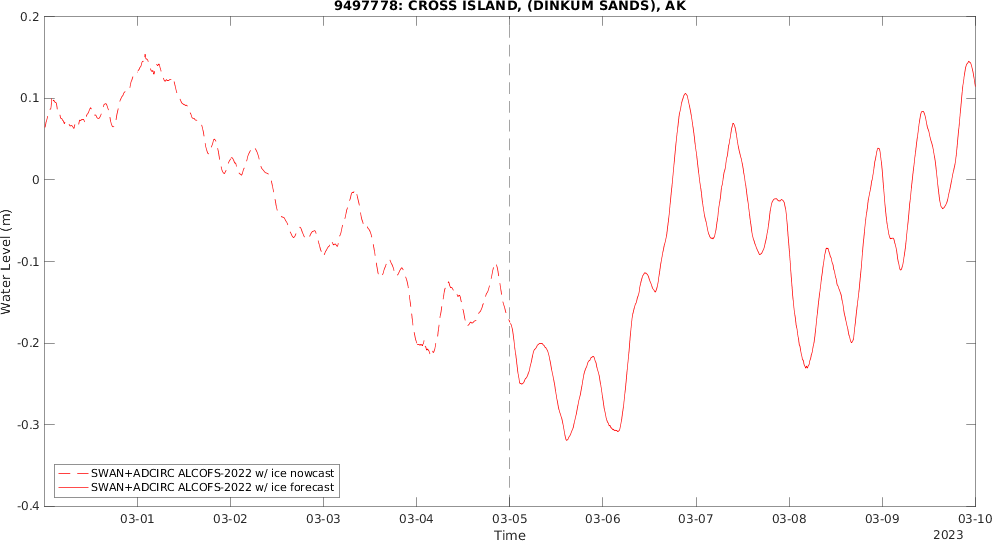 9497778: CROSS ISLAND, (DINKUM SANDS), AK
0.2
0.1
0
-0.1
-0.2
-0.3
-0.4
Water Level (m)
SWAN+ADCIRC ALCOFS-2022 w/ ice nowcast
SWAN+ADCIRC ALCOFS-2022 w/ ice forecast
03-01 03-02 03-03 03-04 03-05 03-06 03-07 03-08 03-09 03-10
Time
2023